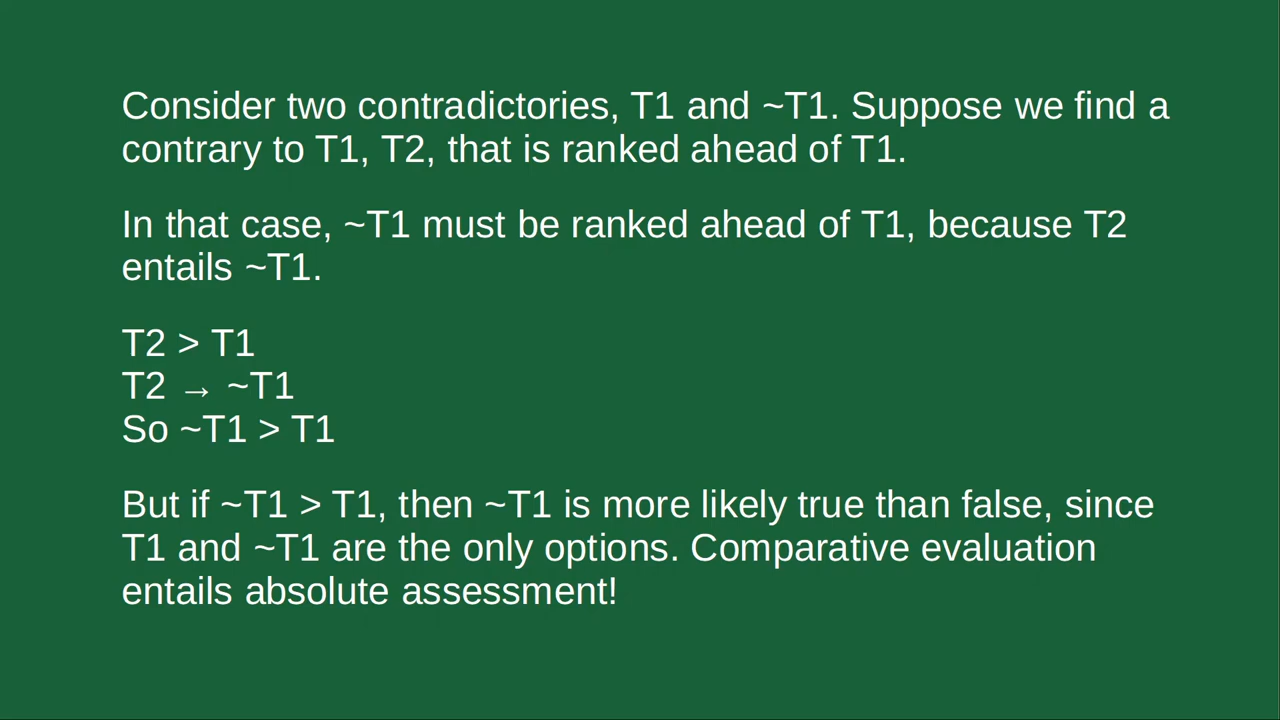 Consider two contradictories, T1 and ~T1. Suppose we find a
contrary to T1, T2, that is ranked ahead of T1.
In that case, ~T1 must be ranked ahead of T1, because T2
entails ~T1.
T2 > T1
T2 → ~T1
So ~T1 > T1
But if ~T1 > T1, then ~T1 is more likely true than false, since
T1 and ~T1 are the only options. Comparative evaluation
entails absolute assessment!